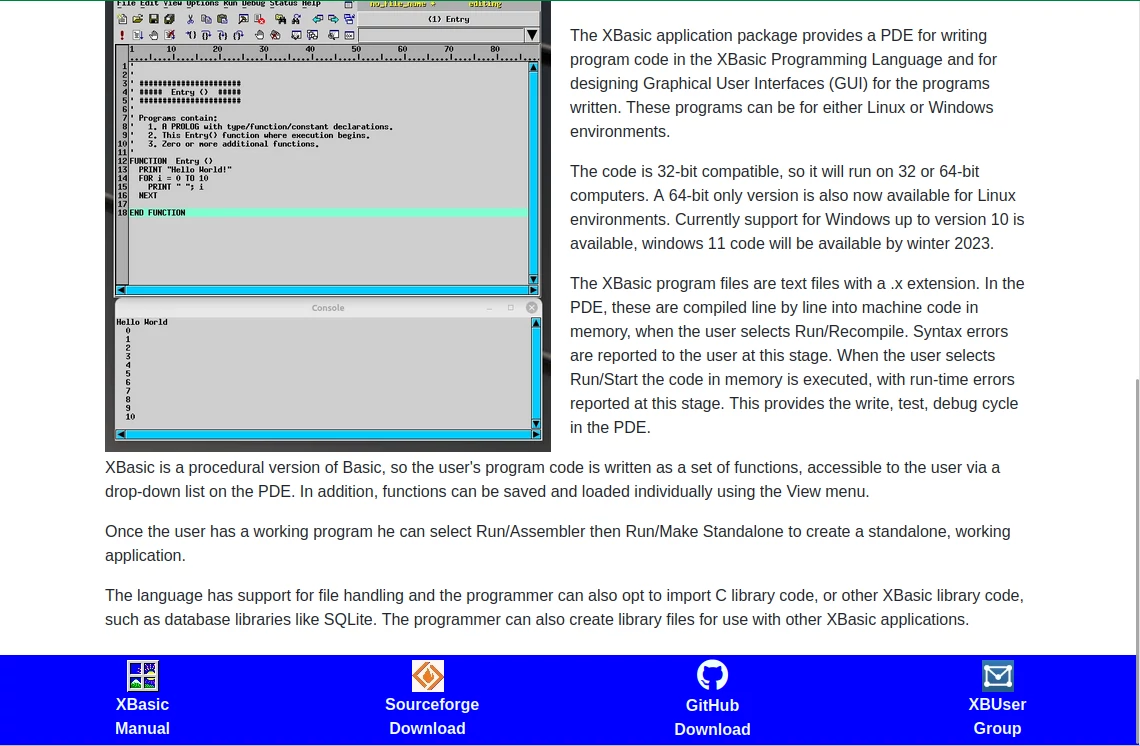 File Edit View Options Run Debug Status Help
no_file_name * editing
(1) Entry
1 10 20 30 40 50 60 70 80
1 '
2 '
3 ' ######################
4 ' ##### Entry () #####
5 ' ######################
6 '
7 ' Programs contain:
8 ' 1. A PROLOG with type/function/constant declarations.
9 ' 2. This Entry() function where execution begins.
10 ' 3. Zero or more additional functions.
11 '
12 FUNCTION Entry ()
13 PRINT "Hello World!"
14 FOR i = 0 TO 10
15 PRINT " "; i
16 NEXT
17
18 END FUNCTION
Console
Hello World
0
1
2
3
4
5
6
7
8
9
10
The XBasic application package provides a PDE for writing
program code in the XBasic Programming Language and for
designing Graphical User Interfaces (GUI) for the programs
written. These programs can be for either Linux or Windows
environments.
The code is 32-bit compatible, so it will run on 32 or 64-bit
computers. A 64-bit only version is also now available for Linux
environments. Currently support for Windows up to version 10 is
available, windows 11 code will be available by winter 2023.
The XBasic program files are text files with a .x extension. In the
PDE, these are compiled line by line into machine code in
memory, when the user selects Run/Recompile. Syntax errors
are reported to the user at this stage. When the user selects
Run/Start the code in memory is executed, with run-time errors
reported at this stage. This provides the write, test, debug cycle
in the PDE.
XBasic is a procedural version of Basic, so the user's program code is written as a set of functions, accessible to the user via a
drop-down list on the PDE. In addition, functions can be saved and loaded individually using the View menu.
Once the user has a working program he can select Run/Assembler then Run/Make Standalone to create a standalone, working
application.
The language has support for file handling and the programmer can also opt to import C library code, or other XBasic library code,
such as database libraries like SQLite. The programmer can also create library files for use with other XBasic applications.
XBasic
Manual
Sourceforge
Download
GitHub
Download
XBUser
Group